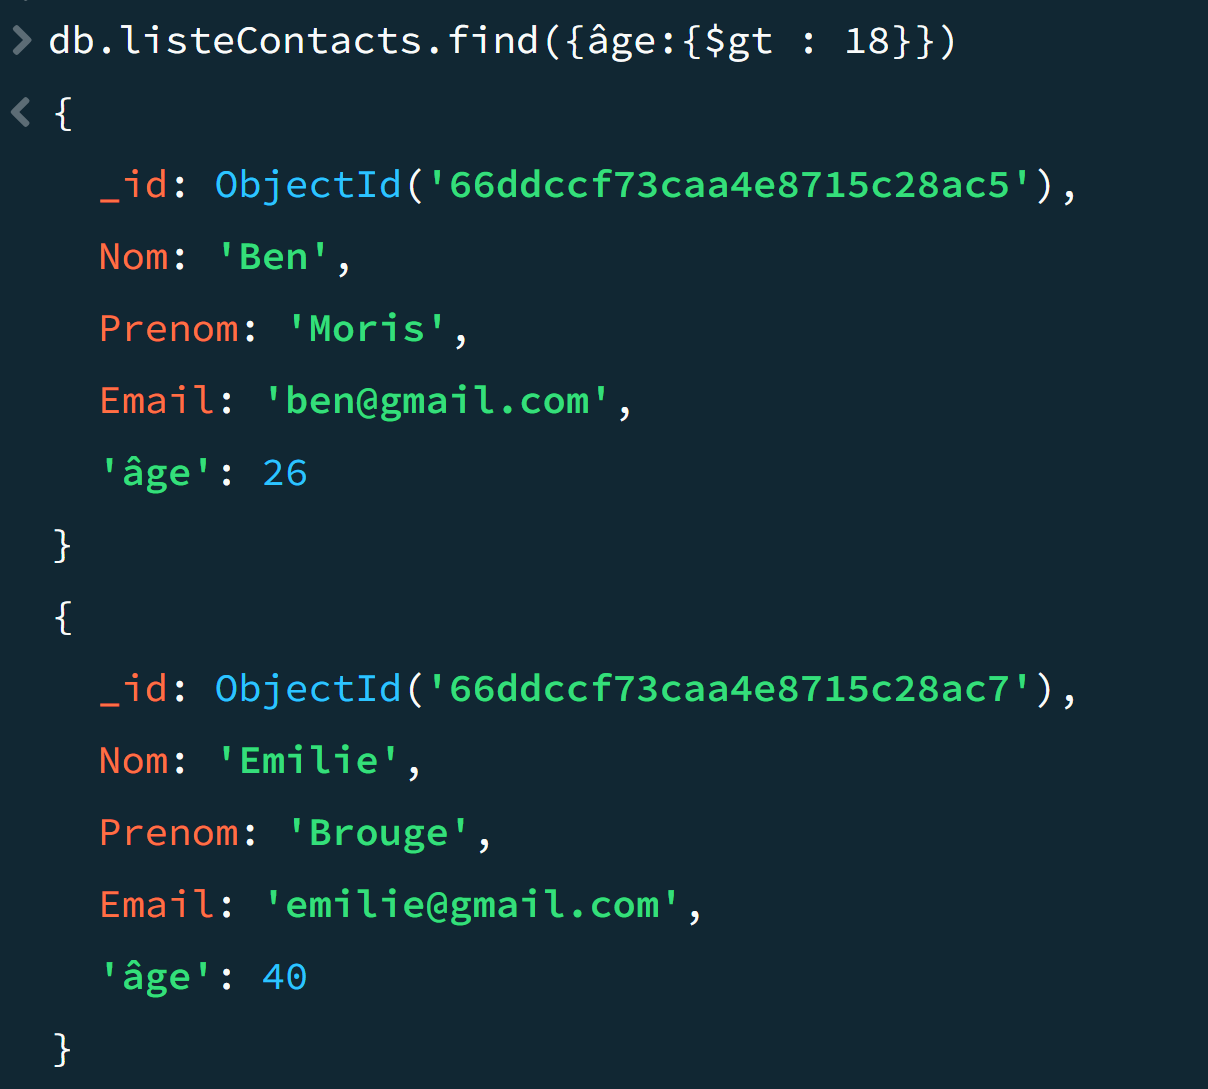 > db.listeContacts.find({âge:{$gt : 18}})
< {
_id: ObjectId('66ddccf73caa4e8715c28ac5'),
Nom: 'Ben',
Prenom: 'Moris',
Email: 'ben@gmail.com',
'âge': 26
}
{
_id: ObjectId('66ddccf73caa4e8715c28ac7'),
Nom: 'Emilie',
Prenom: 'Brouge',
Email: 'emilie@gmail.com',
'âge': 40
}